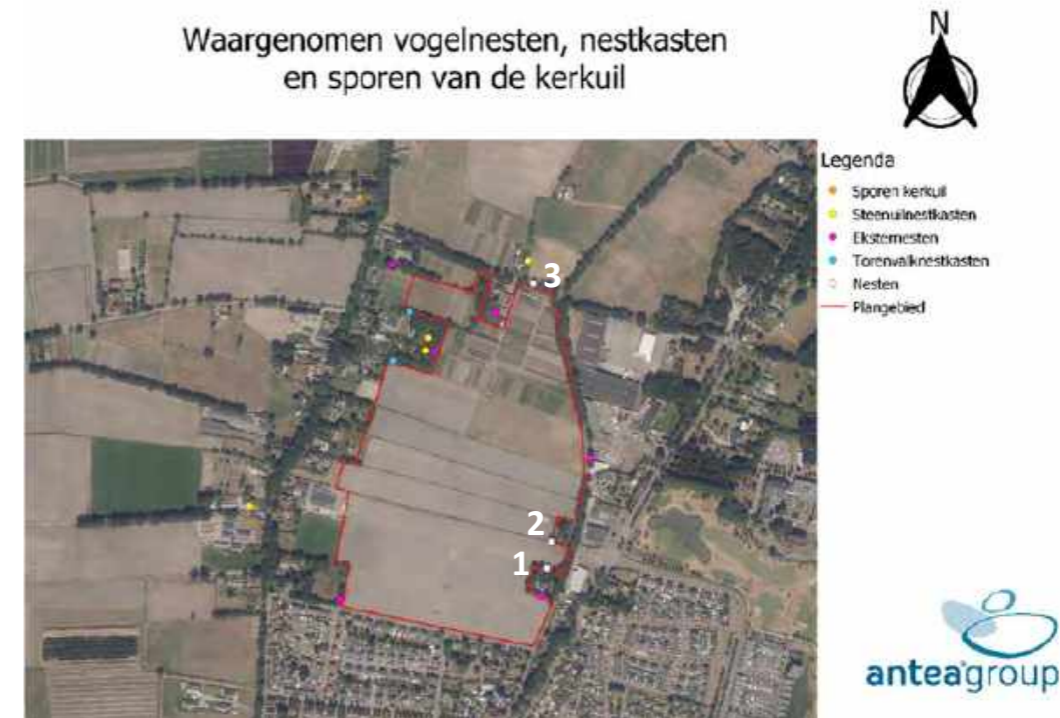 Waargenomen vogelnesten, nestkasten
en sporen van de kerkuil
N
Legenda
Sporen kerkuil
Steenuilnestkasten
Eksternesten
Torenvalknestkasten
Nesten
Plangebied
3
2
1
anteagroup